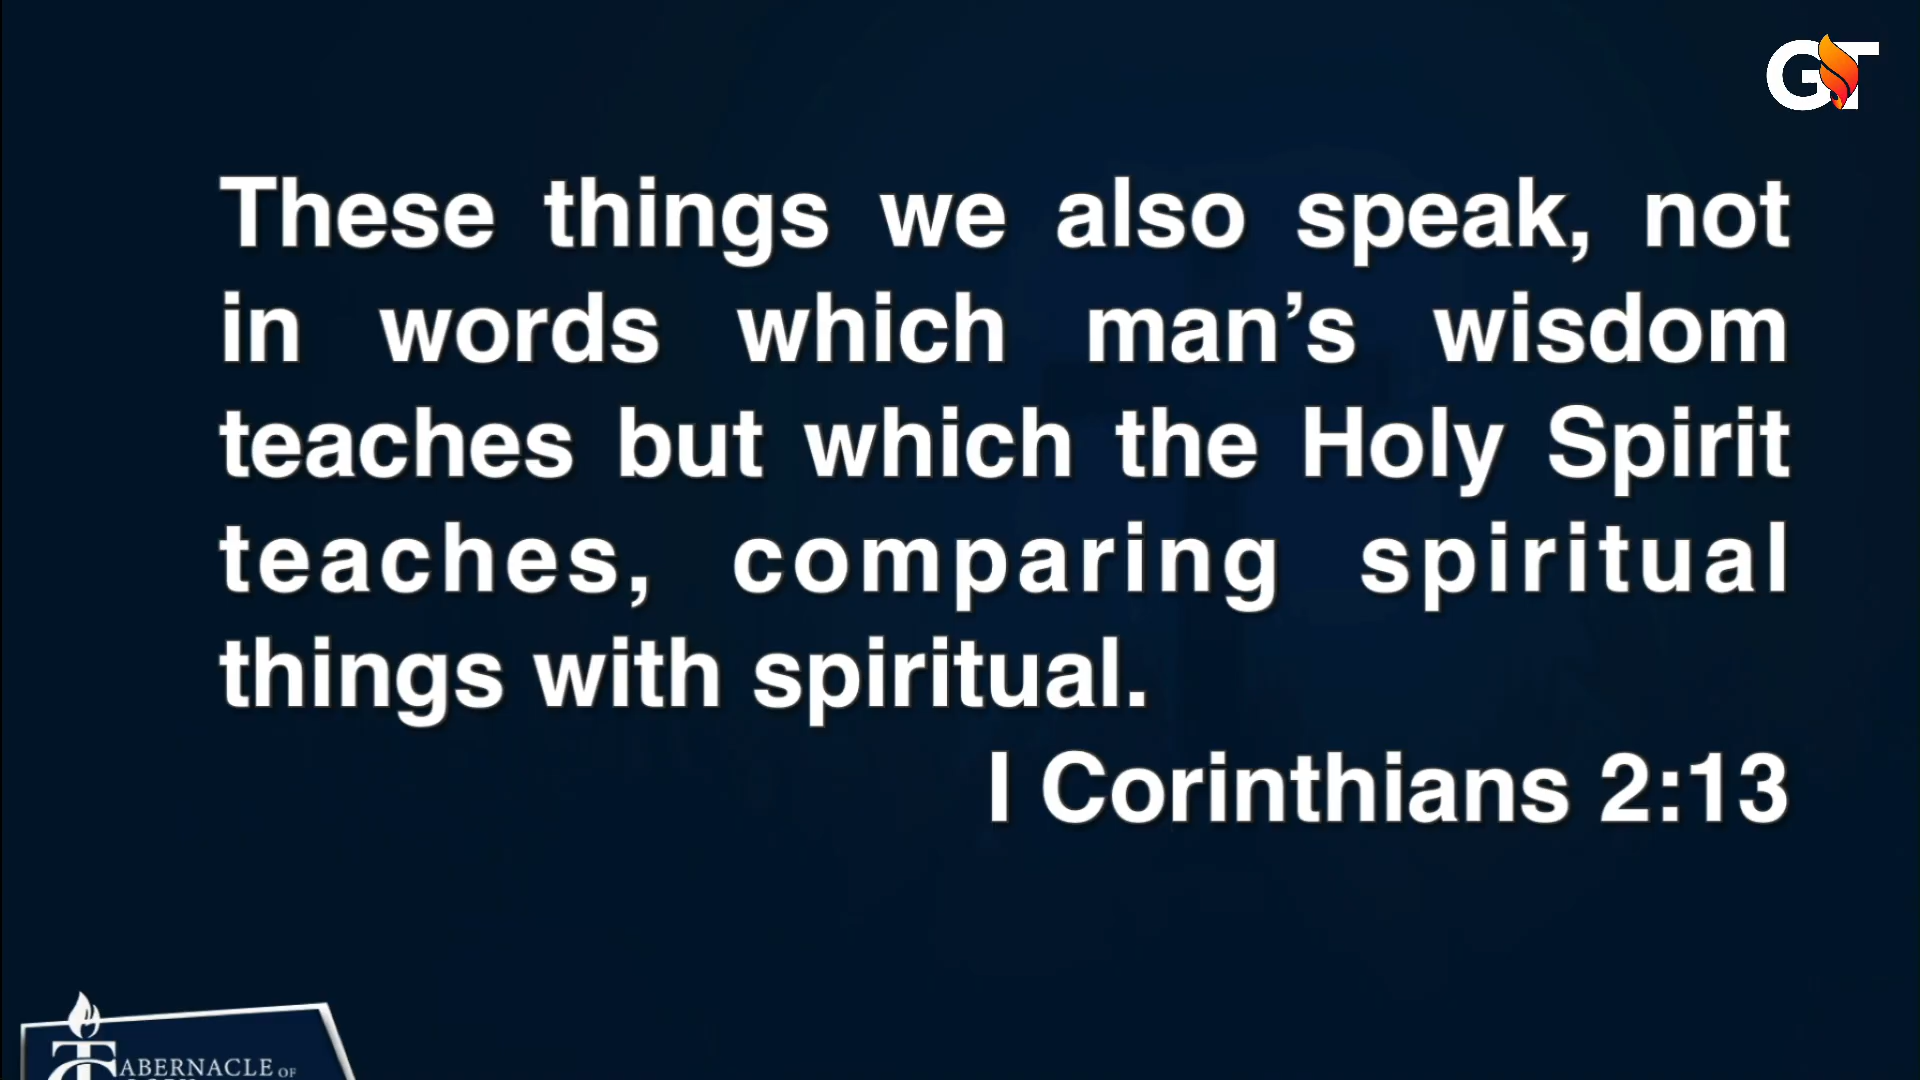 GT
These things we also speak, not
in words which man’s wisdom
teaches but which the Holy Spirit
teaches, comparing spiritual
things with spiritual.
I Corinthians 2:13
TABERNACLE OF